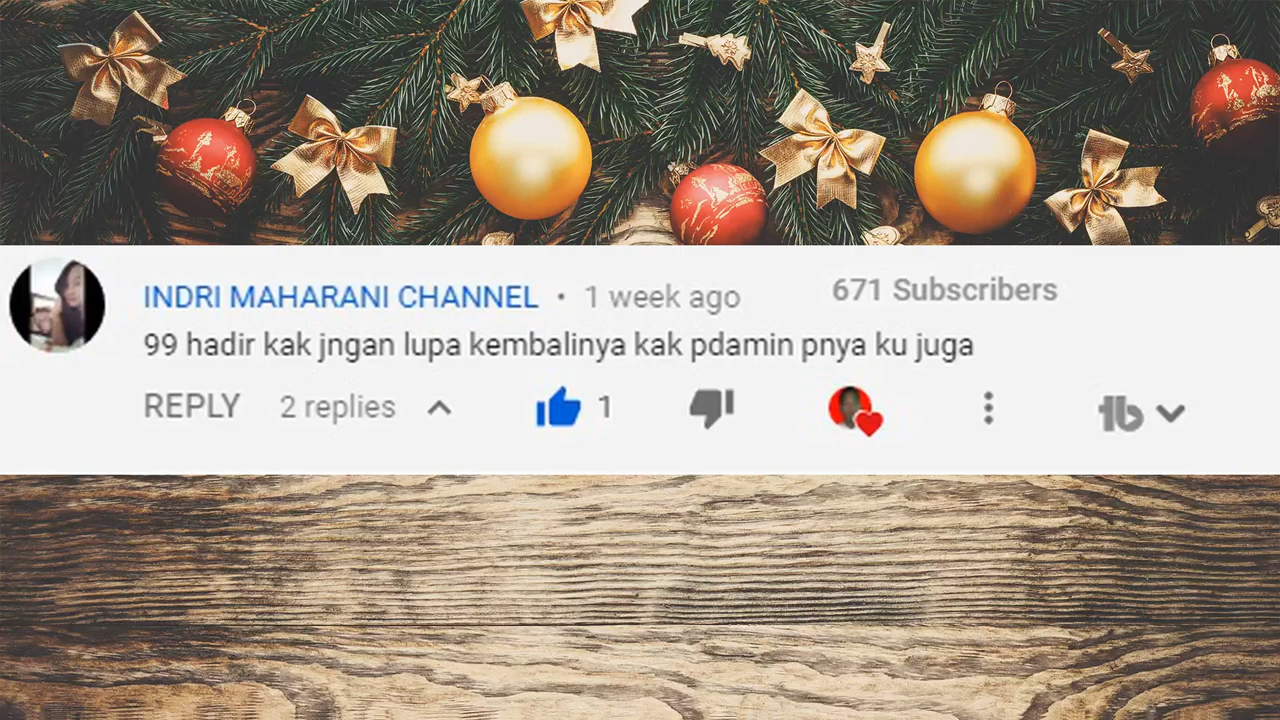 INDRI MAHARANI CHANNEL • 1 week ago 671 Subscribers
99 hadir kak jngan lupa kembalinya kak pdamin pnya ku juga
REPLY 2 replies 1 tb